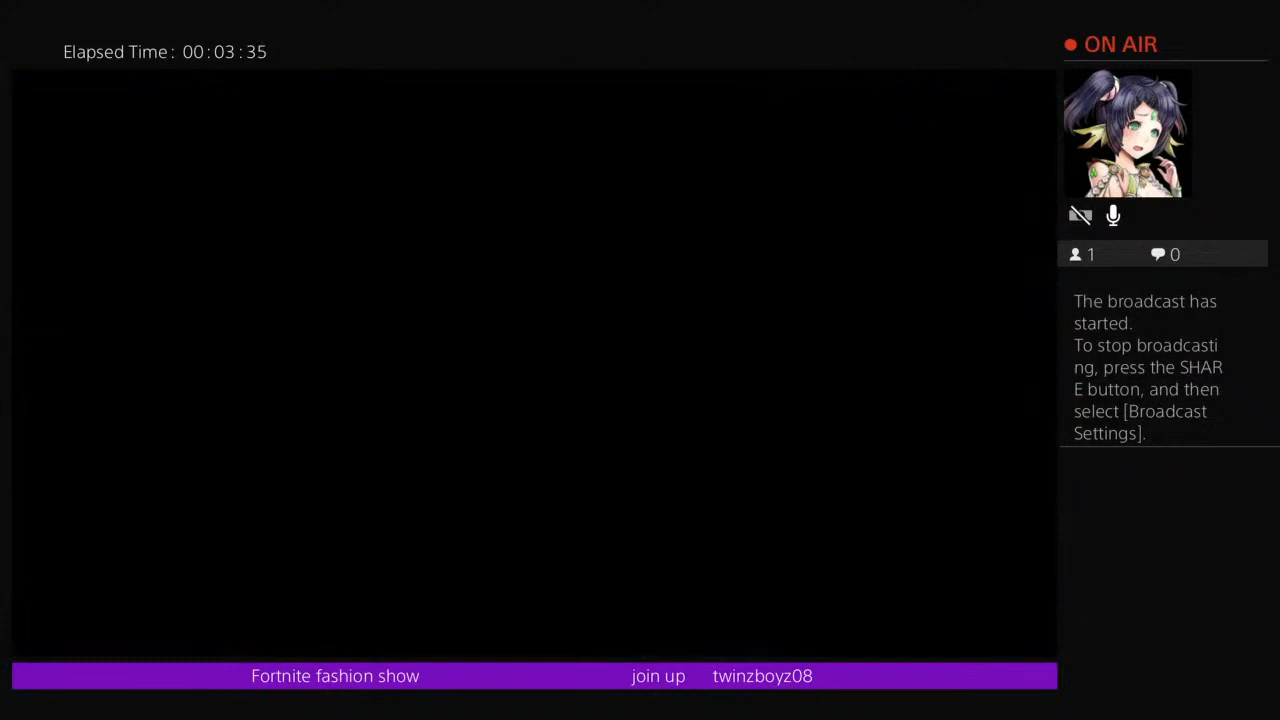 Elapsed Time: 00:03:35
ON AIR
1 0
The broadcast has
started.
To stop broadcasti
ng, press the SHAR
E button, and then
select [Broadcast
Settings].
Fortnite fashion show join up twinzboyz08